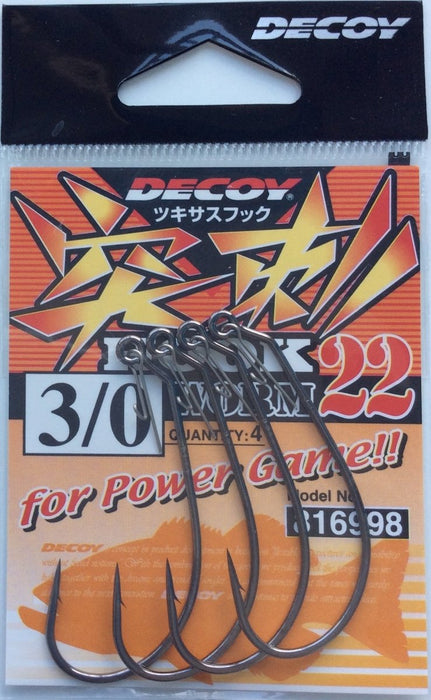 DECOY
DECOY®
ツキサスフック
突刺
HOOK
WORM 22
3/0
QUANTITY:4
for Power Game!!
Model No.
816998
DECOY
DECOY